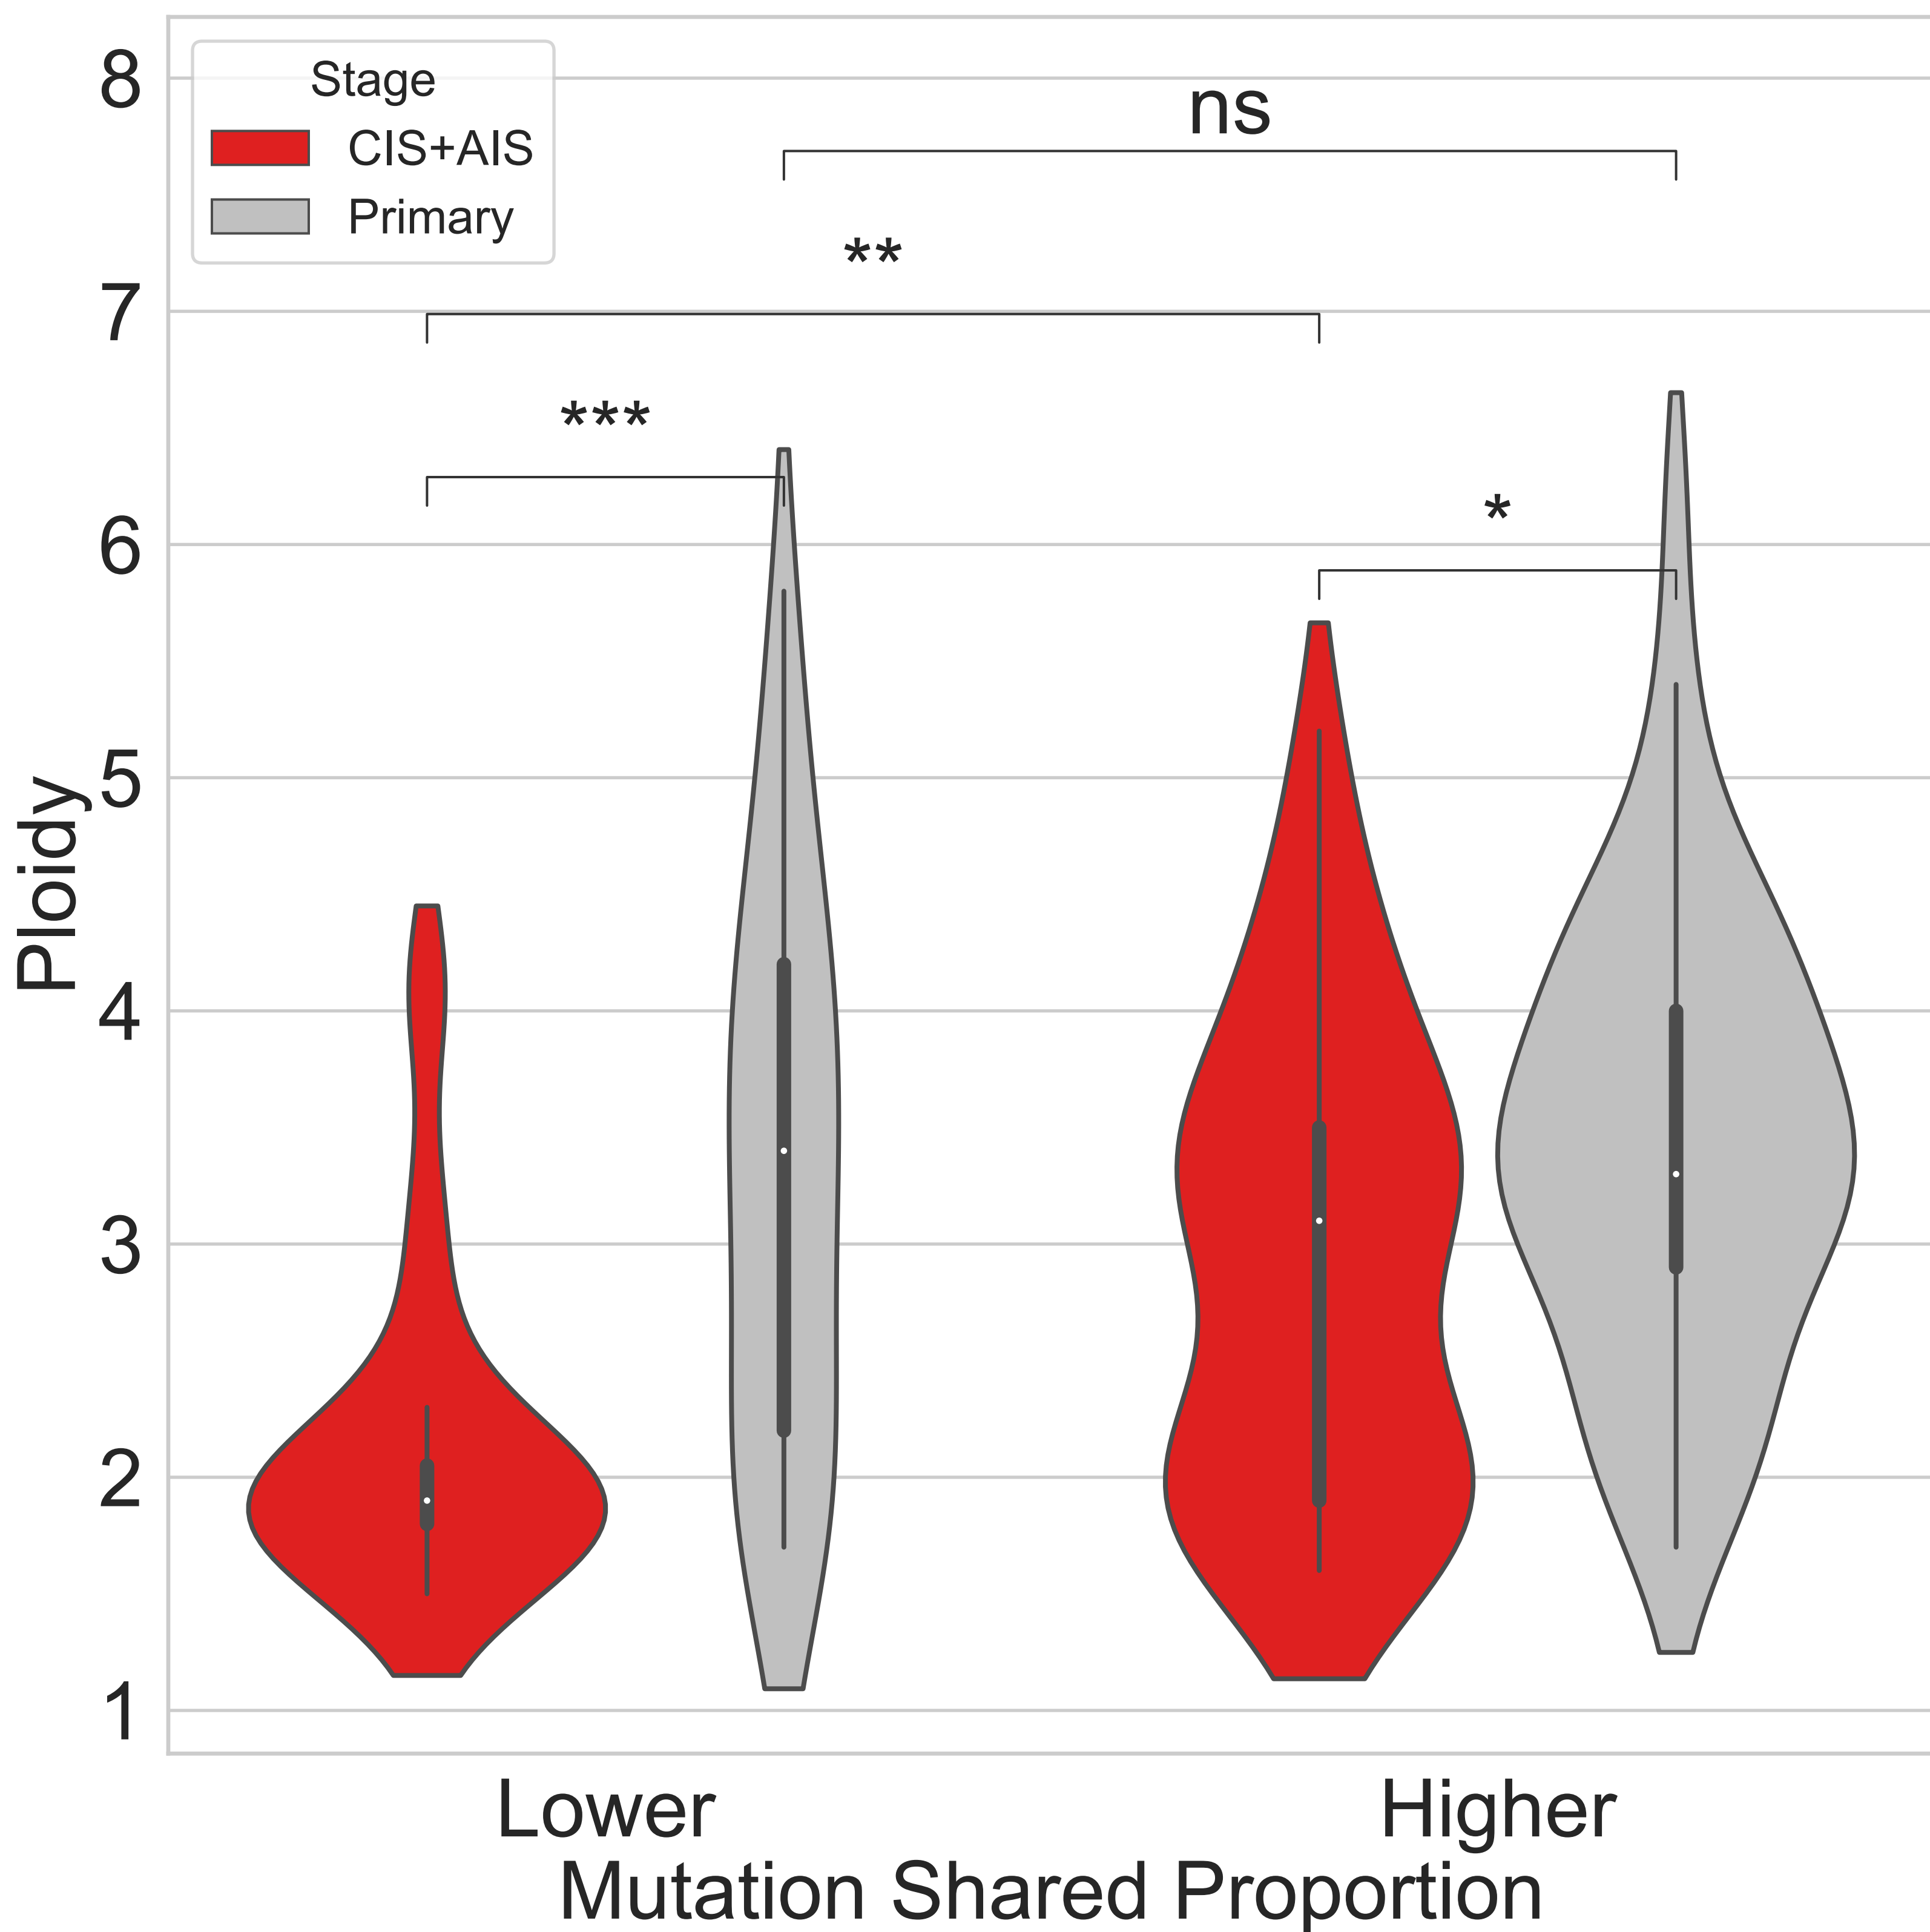 Stage
CIS+AIS
Primary
ns
**
***
*
8
7
6
5
4
3
2
1
Ploidy
Lower
Higher
Mutation Shared Proportion